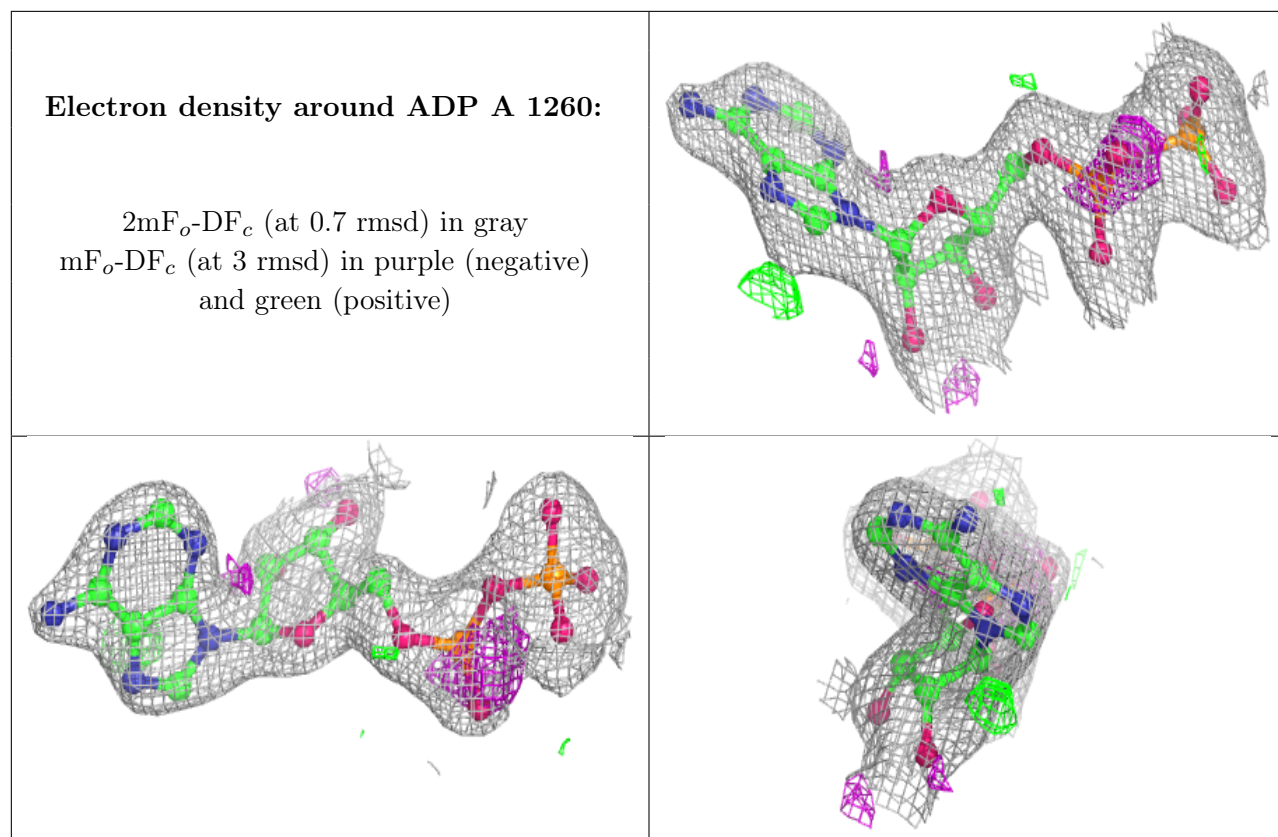 Electron density around ADP A 1260:
2mFₒ-DF𝒸 (at 0.7 rmsd) in gray
mFₒ-DF𝒸 (at 3 rmsd) in purple (negative)
and green (positive)